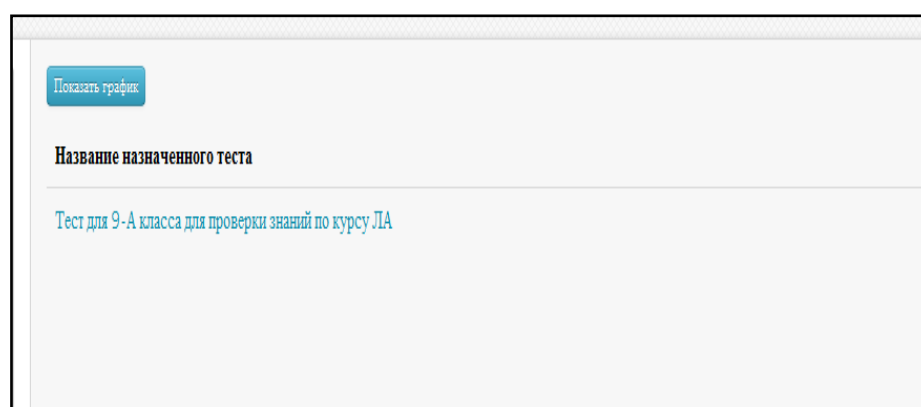 Показать график
Название назначенного теста
Тест для 9-А класса для проверки знаний по курсу ЛА